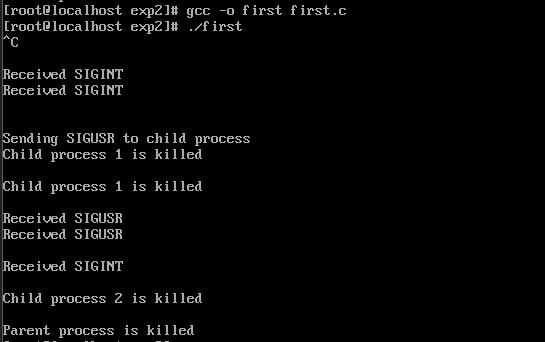 [root@localhost exp2]# gcc -o first first.c
[root@localhost exp2]# ./first
^C
Received SIGINT
Received SIGINT
Sending SIGUSR to child process
Child process 1 is killed
Child process 1 is killed
Received SIGUSR
Received SIGUSR
Received SIGINT
Child process 2 is killed
Parent process is killed